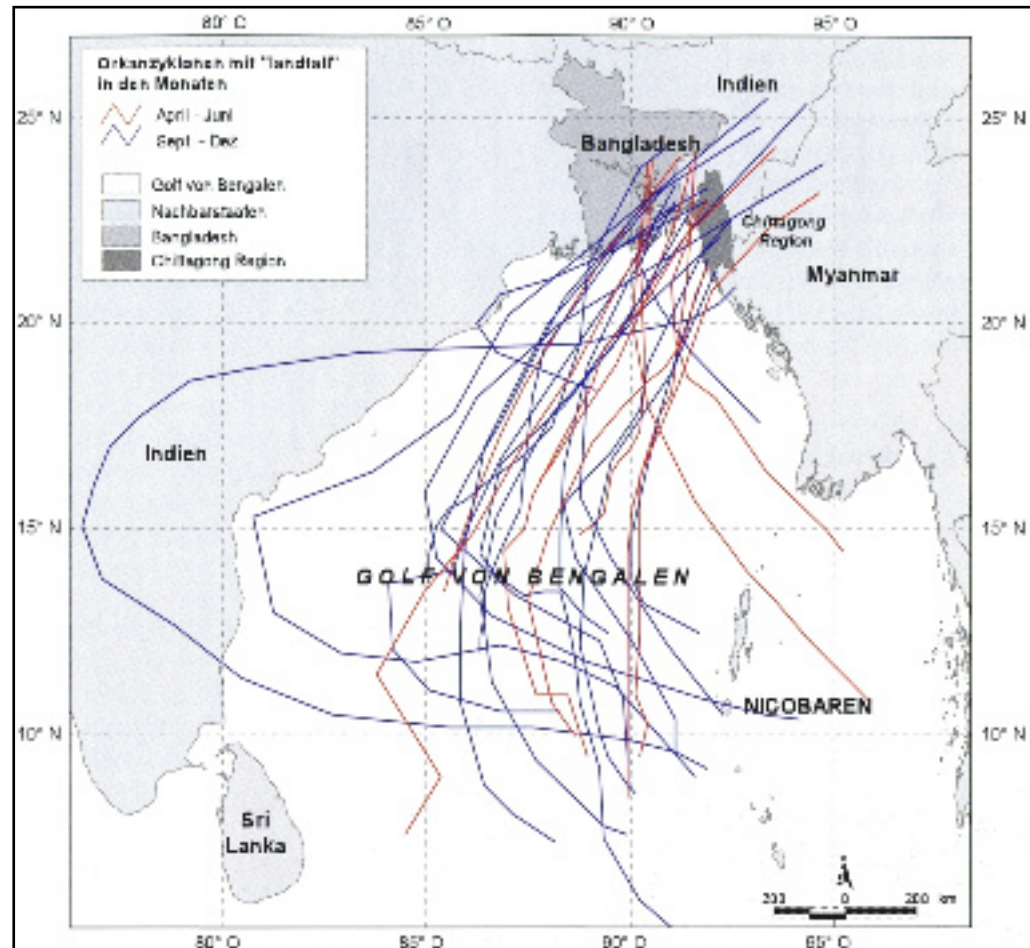 80° O 85° O 90° O 95° O
Orkanzyklonen mit "landfall"
in den Monaten
April - Juni
Sept. - Dez.
Golf von Bengalen
Nachbarstaaten
Bangladesh
Chittagong Region
Indien
25° N 25° N
Bangladesh
Chittagong
Region
Myanmar
20° N 20° N
Indien
15° N 15° N
GOLF VON BENGALEN
NICOBAREN
10° N 10° N
Sri
Lanka
200 0 200 km
80° O 85° O 90° O 95° O